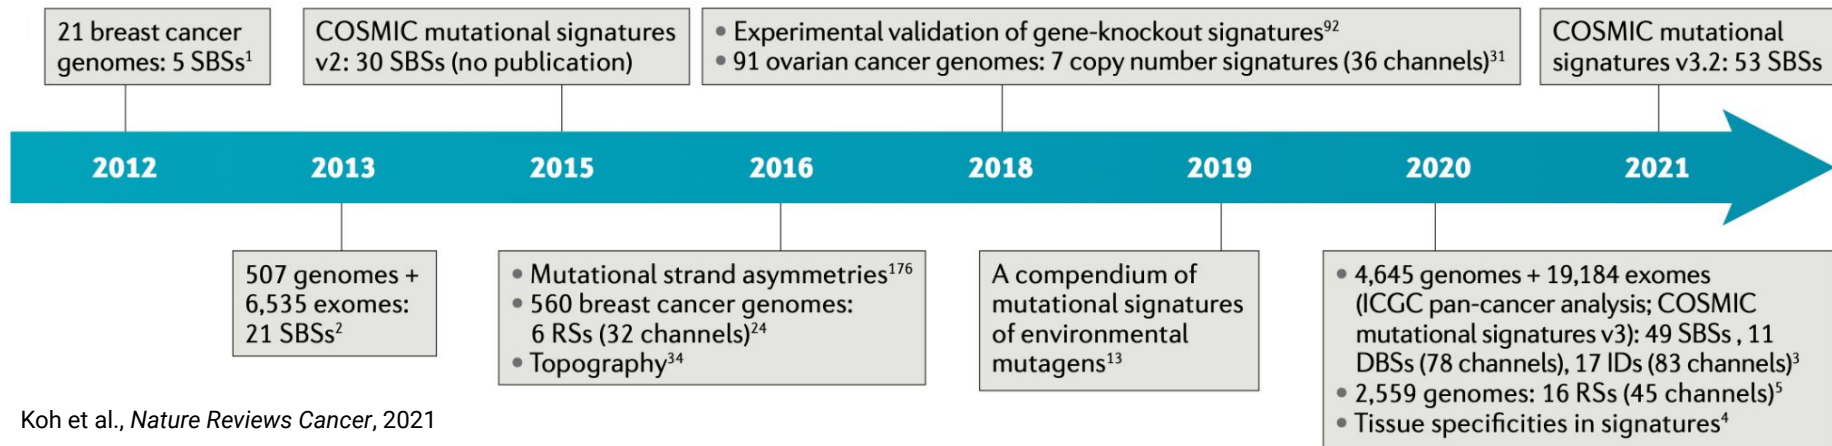 21 breast cancer
genomes: 5 SBSs¹
COSMIC mutational signatures
v2: 30 SBSs (no publication)
• Experimental validation of gene-knockout signatures⁹²
• 91 ovarian cancer genomes: 7 copy number signatures (36 channels)³¹
COSMIC mutational
signatures v3.2: 53 SBSs
2012 2013 2015 2016 2018 2019 2020 2021
507 genomes +
6,535 exomes:
21 SBSs²
• Mutational strand asymmetries¹⁷⁶
• 560 breast cancer genomes:
6 RSs (32 channels)²⁴
• Topography³⁴
A compendium of
mutational signatures
of environmental
mutagens¹³
• 4,645 genomes + 19,184 exomes
(ICGC pan-cancer analysis; COSMIC
mutational signatures v3): 49 SBSs , 11
DBSs (78 channels), 17 IDs (83 channels)³
• 2,559 genomes: 16 RSs (45 channels)⁵
• Tissue specificities in signatures⁴
Koh et al., Nature Reviews Cancer, 2021